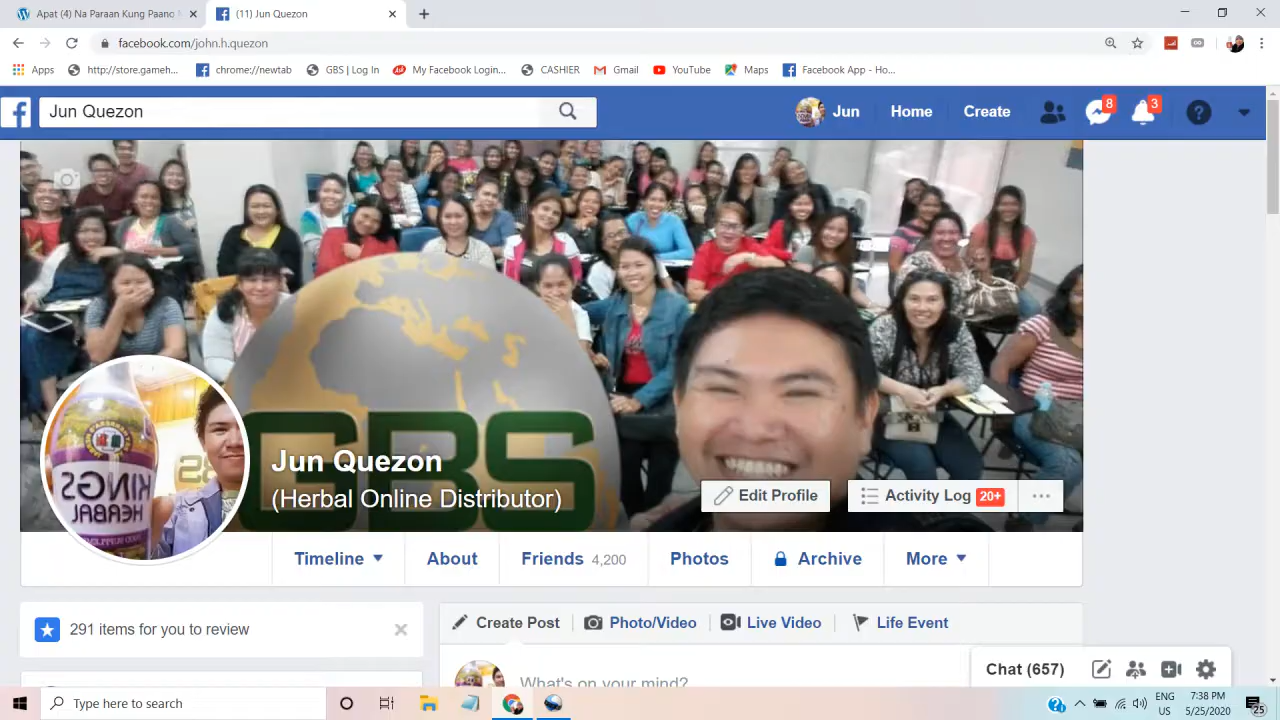 Apat (4) Na Paraan Kung Paano
(11) Jun Quezon
facebook.com/john.h.quezon
Apps
http://store.gameh...
chrome://newtab
GBS | Log In
My Facebook Login...
CASHIER
Gmail
YouTube
Maps
Facebook App - Ho...
Jun Quezon
Jun
Home
Create
8
3
GBS
KINGS
HERBAL
Jun Quezon
(Herbal Online Distributor)
Edit Profile
Activity Log 20+
Timeline
About
Friends 4,200
Photos
Archive
More
291 items for you to review
Create Post
Photo/Video
Live Video
Life Event
What's on your mind?
Chat (657)
Type here to search
ENG
US
7:38 PM
5/25/2020
25